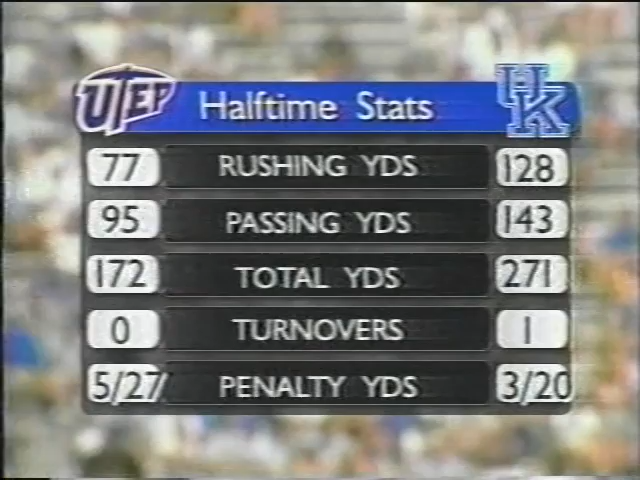 UTEP Halftime Stats UK
77 RUSHING YDS 128
95 PASSING YDS 143
172 TOTAL YDS 271
0 TURNOVERS 1
5/27/ PENALTY YDS 3/20